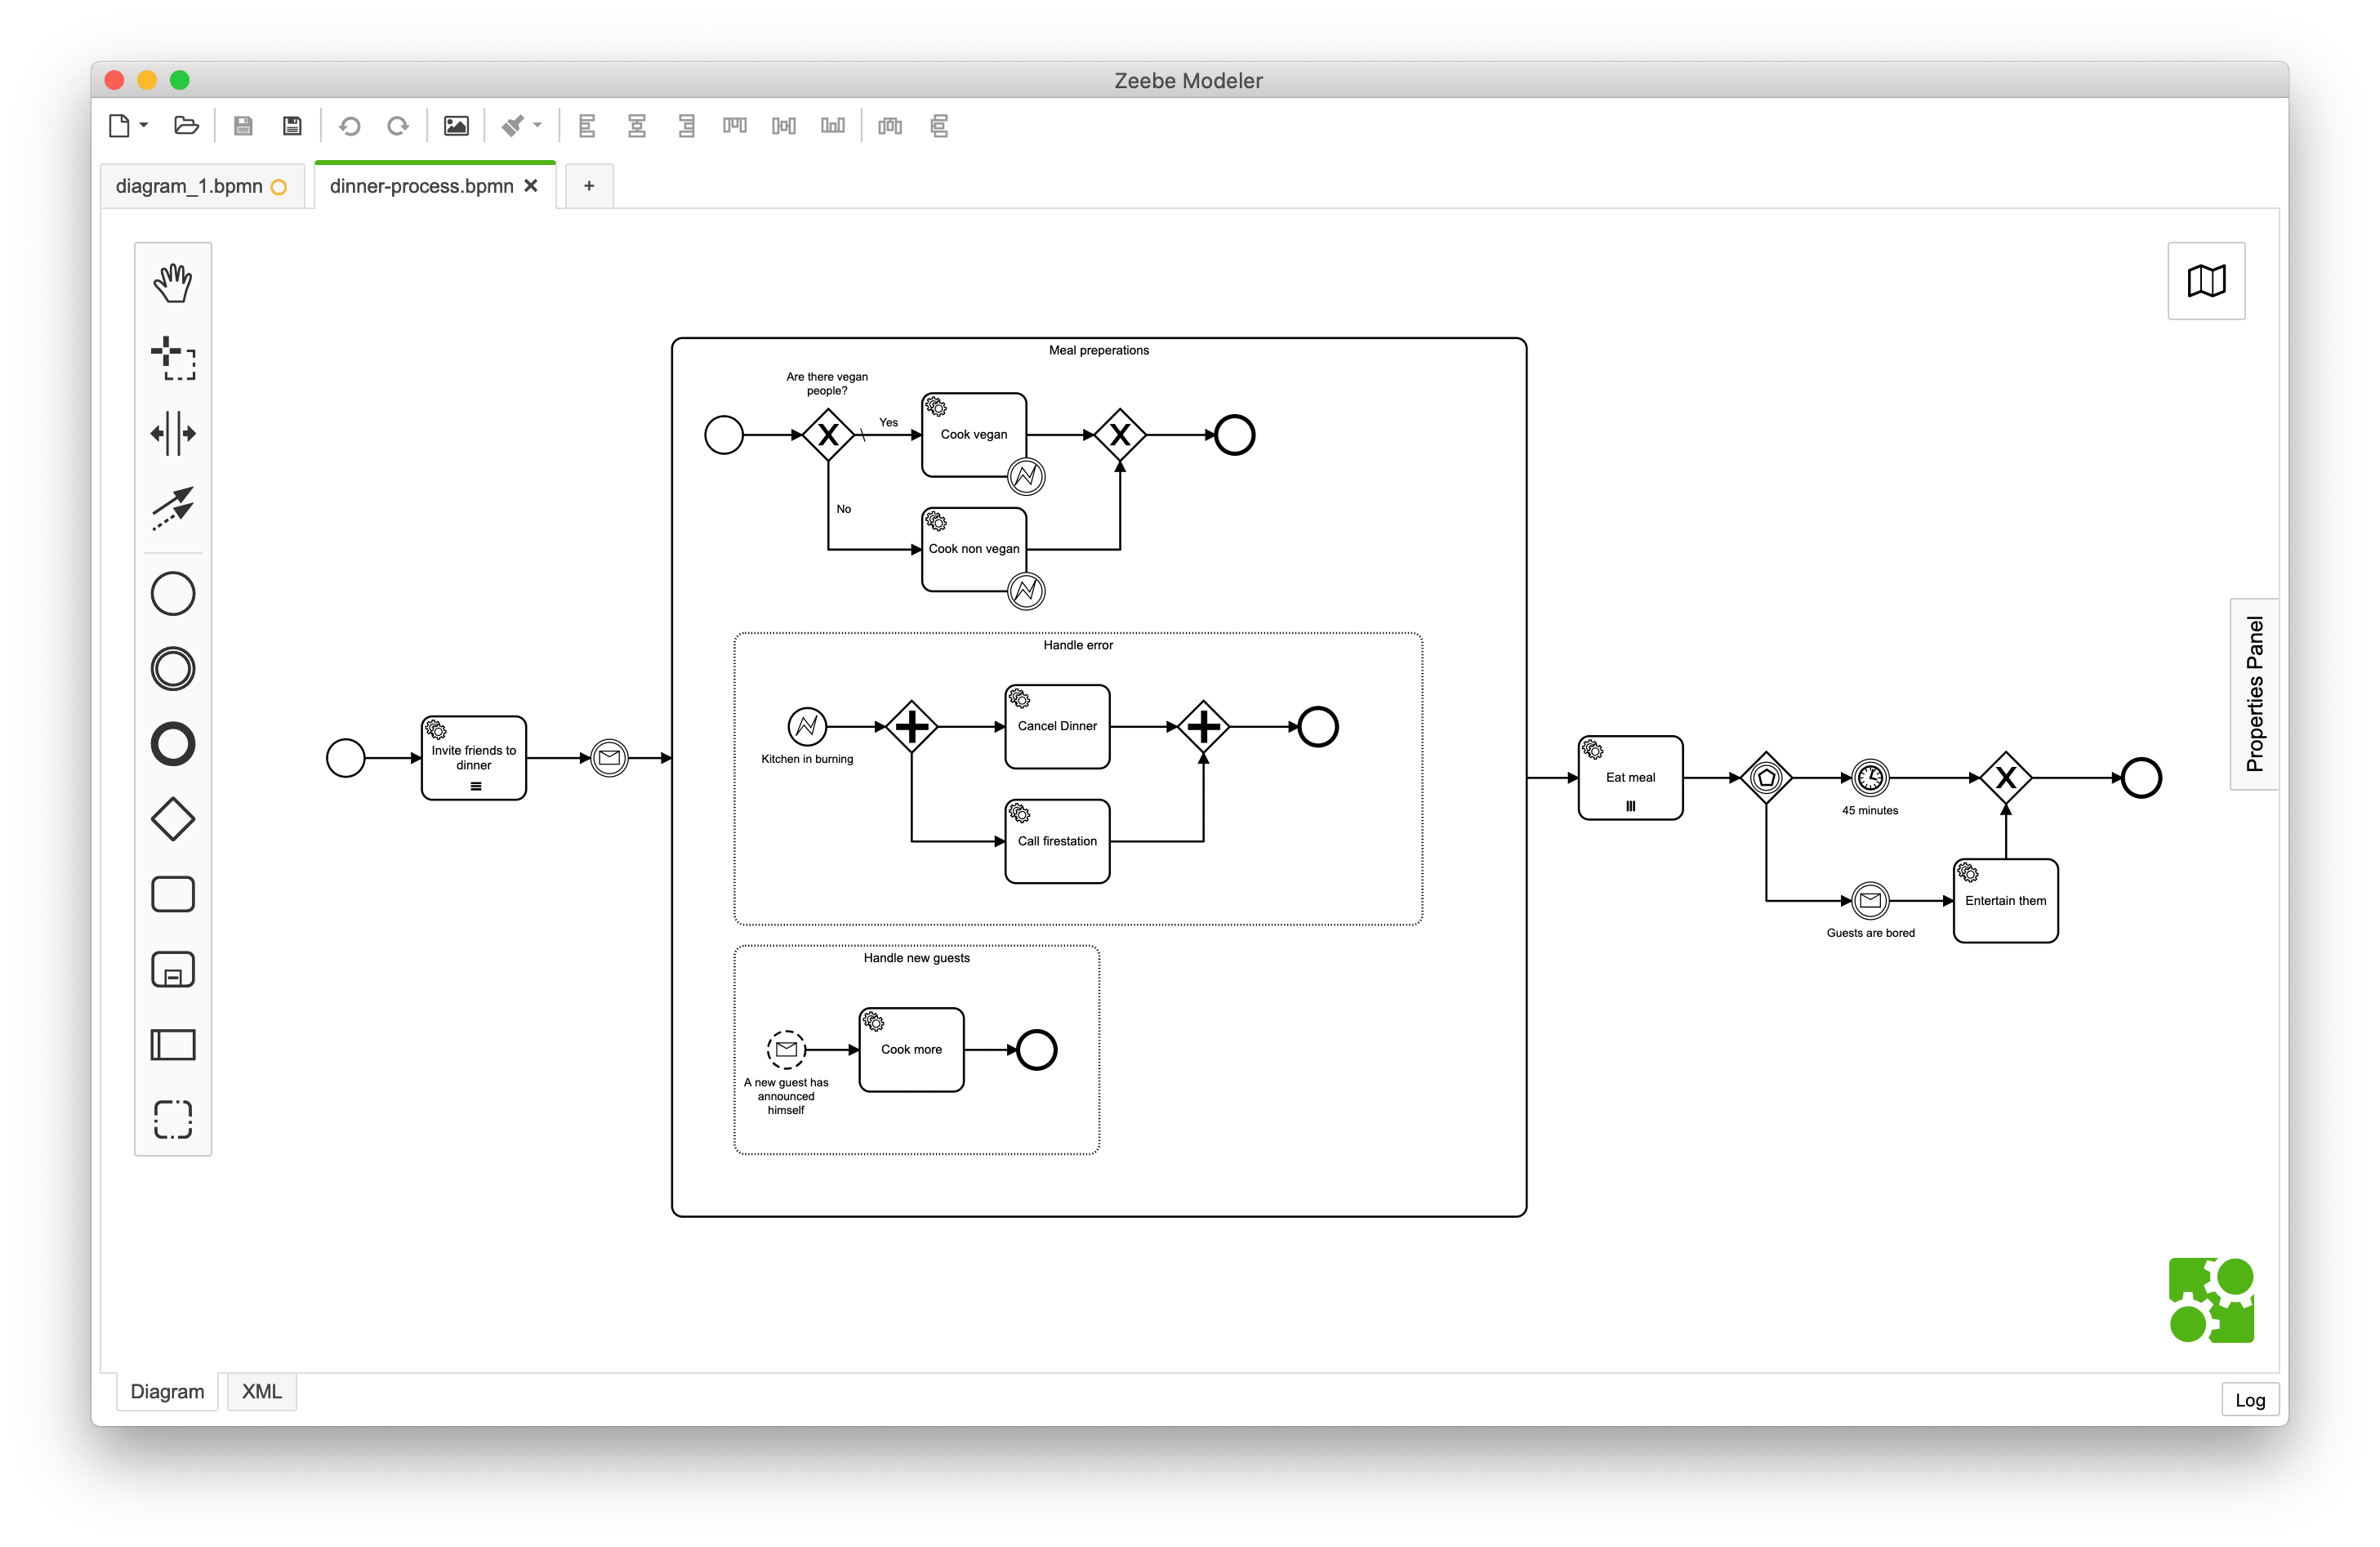 Zeebe Modeler
diagram_1.bpmn
dinner-process.bpmn
+
Meal preperations
Are there vegan
people?
Yes
Cook vegan
No
Cook non vegan
Handle error
Kitchen in burning
Cancel Dinner
Call firestation
Handle new guests
A new guest has
announced
himself
Cook more
Invite friends to
dinner
Eat meal
45 minutes
Guests are bored
Entertain them
Properties Panel
Diagram
XML
Log